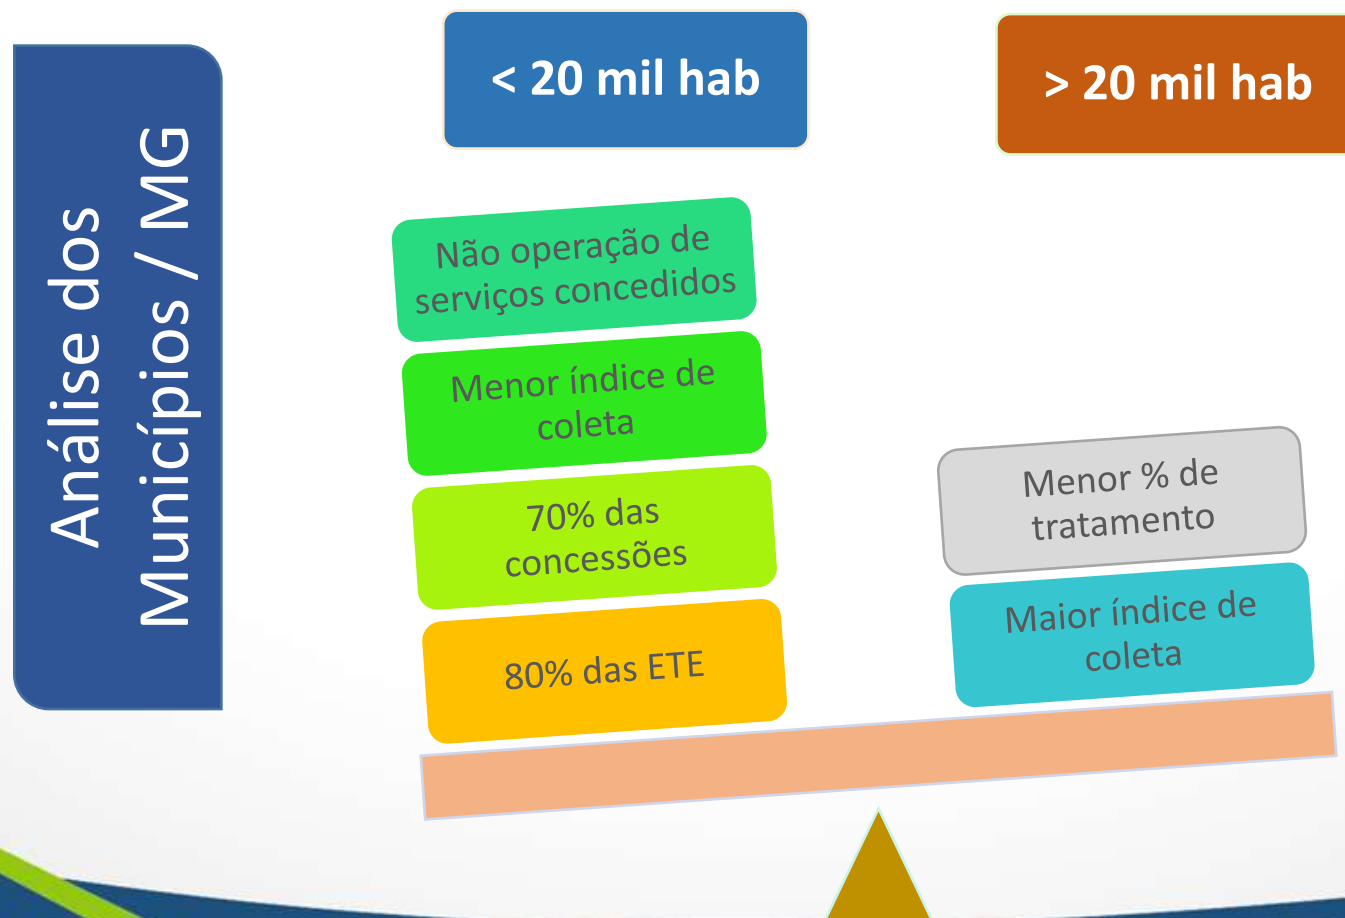 Análise dos
Municípios / MG
< 20 mil hab
> 20 mil hab
Não operação de
serviços concedidos
Menor índice de
coleta
70% das
concessões
80% das ETE
Menor % de
tratamento
Maior índice de
coleta